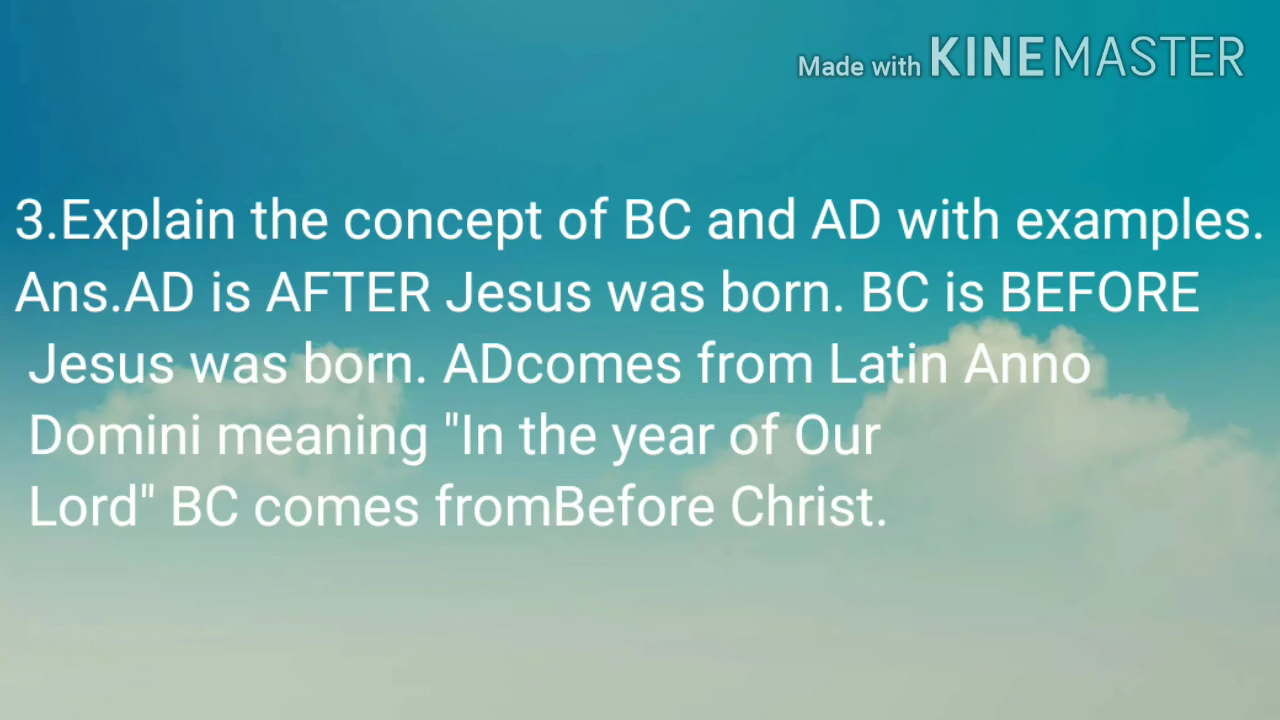 Made with KINEMASTER
3.Explain the concept of BC and AD with examples.
Ans.AD is AFTER Jesus was born. BC is BEFORE
Jesus was born. ADcomes from Latin Anno
Domini meaning "In the year of Our
Lord" BC comes fromBefore Christ.